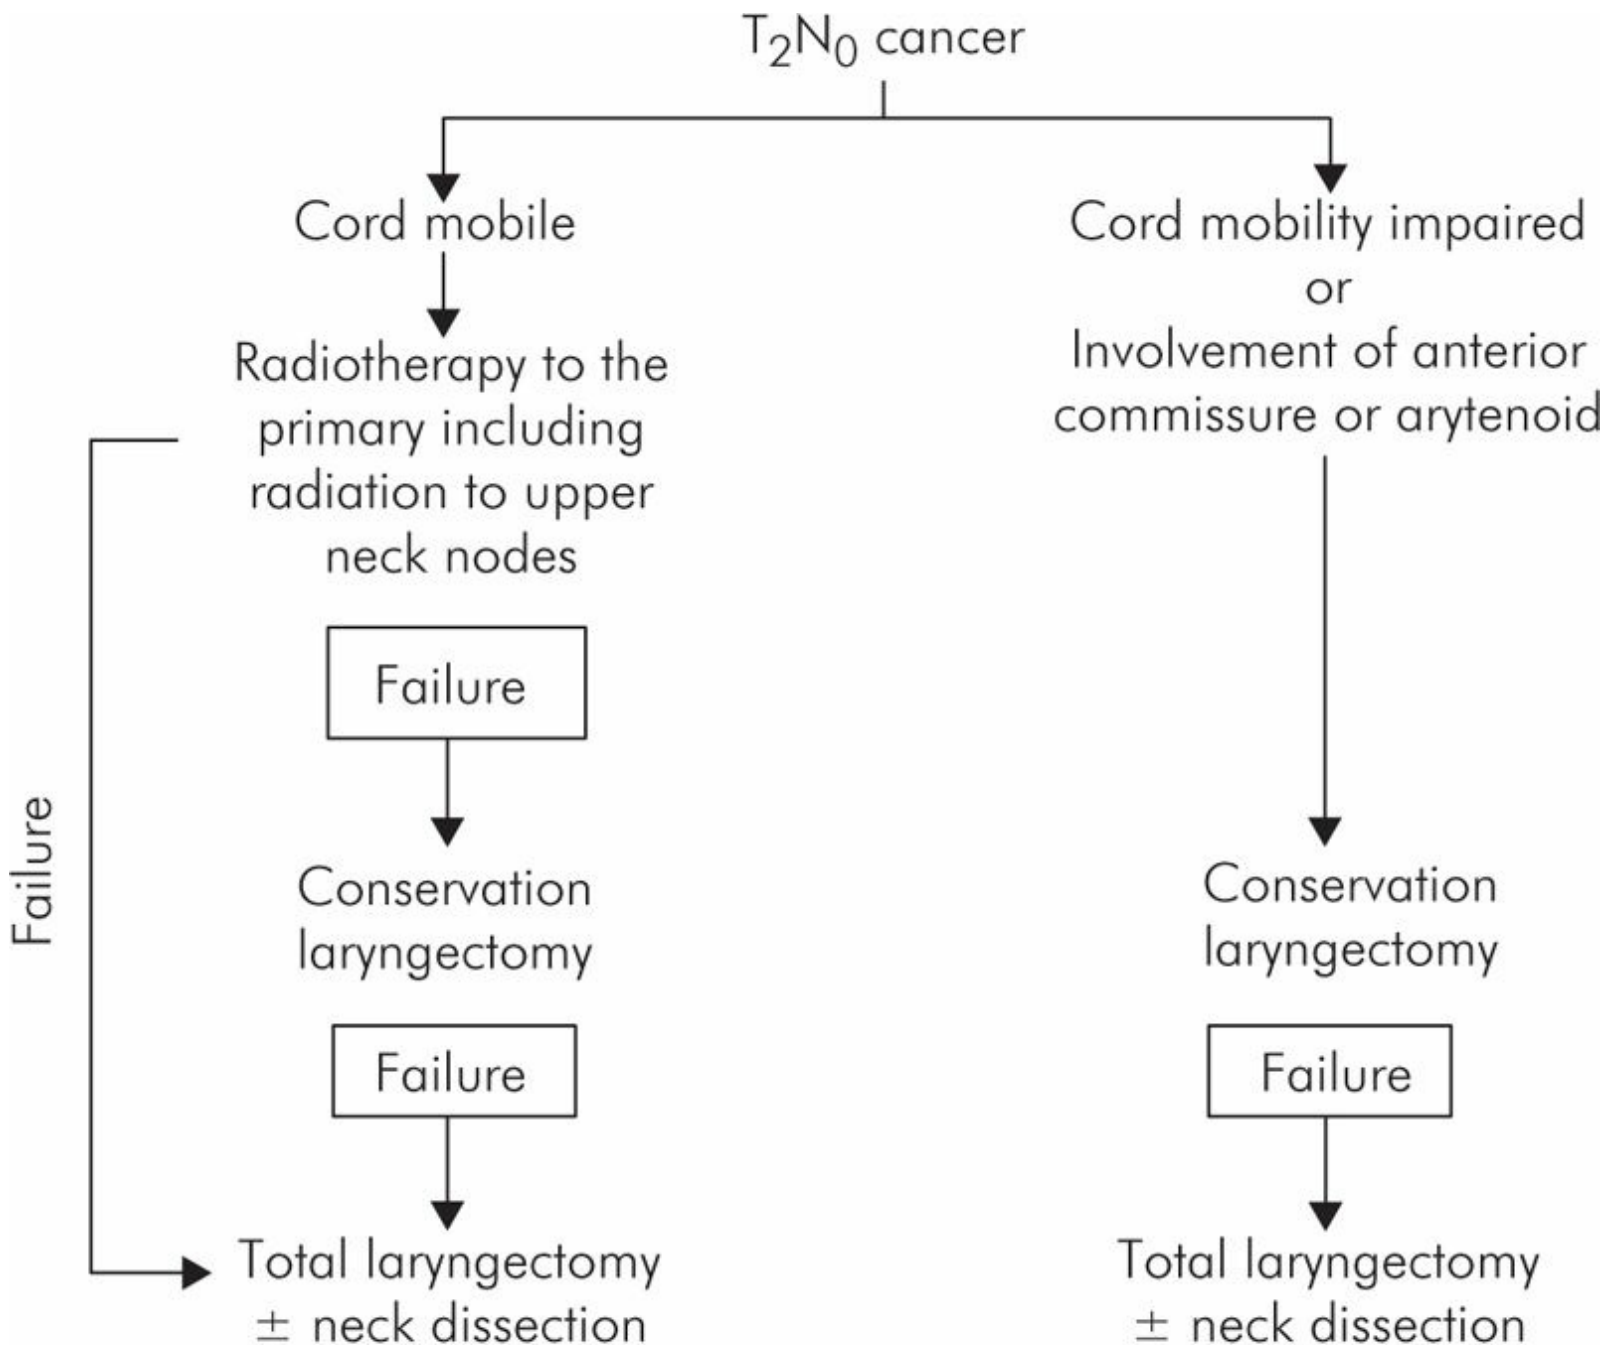 T₂N₀ cancer
Cord mobile
Radiotherapy to the
primary including
radiation to upper
neck nodes
Failure
Conservation
laryngectomy
Failure
Total laryngectomy
± neck dissection
Failure
Cord mobility impaired
or
Involvement of anterior
commissure or arytenoid
Conservation
laryngectomy
Failure
Total laryngectomy
± neck dissection